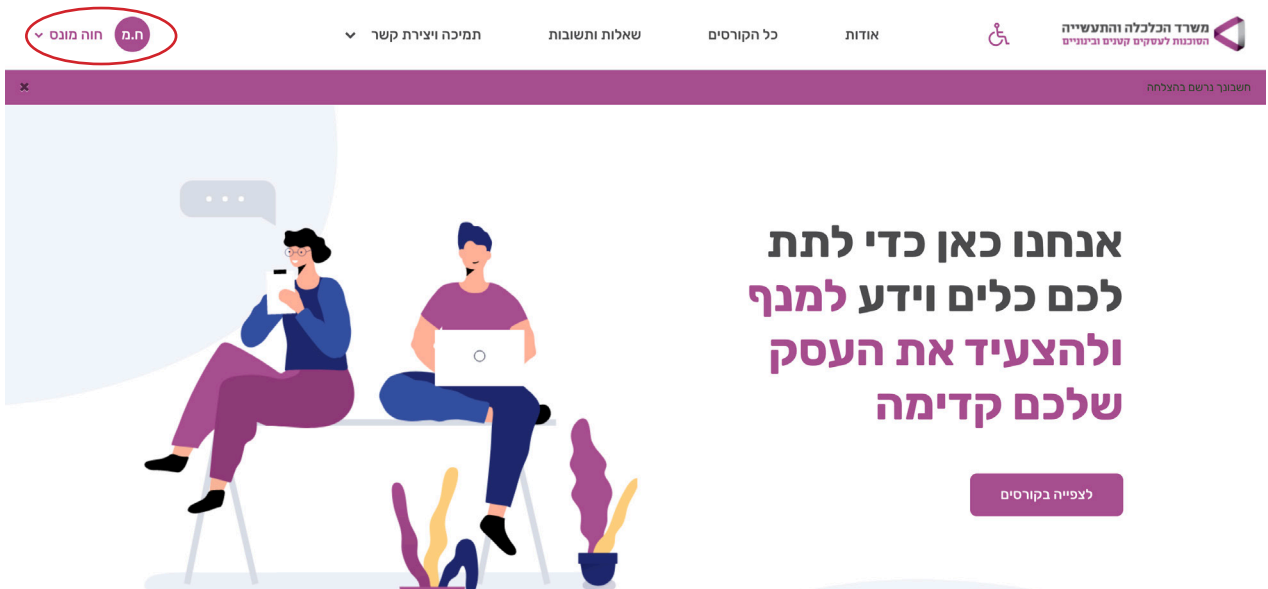 משרד הכלכלה והתעשייה
הסוכנות לעסקים קטנים ובינוניים
אודות
כל הקורסים
שאלות ותשובות
תמיכה ויצירת קשר
ח.מ
חוה מונס
חשבונך נרשם בהצלחה
×
אנחנו כאן כדי לתת
לכם כלים וידע למנף
ולהצעיד את העסק
שלכם קדימה
לצפייה בקורסים